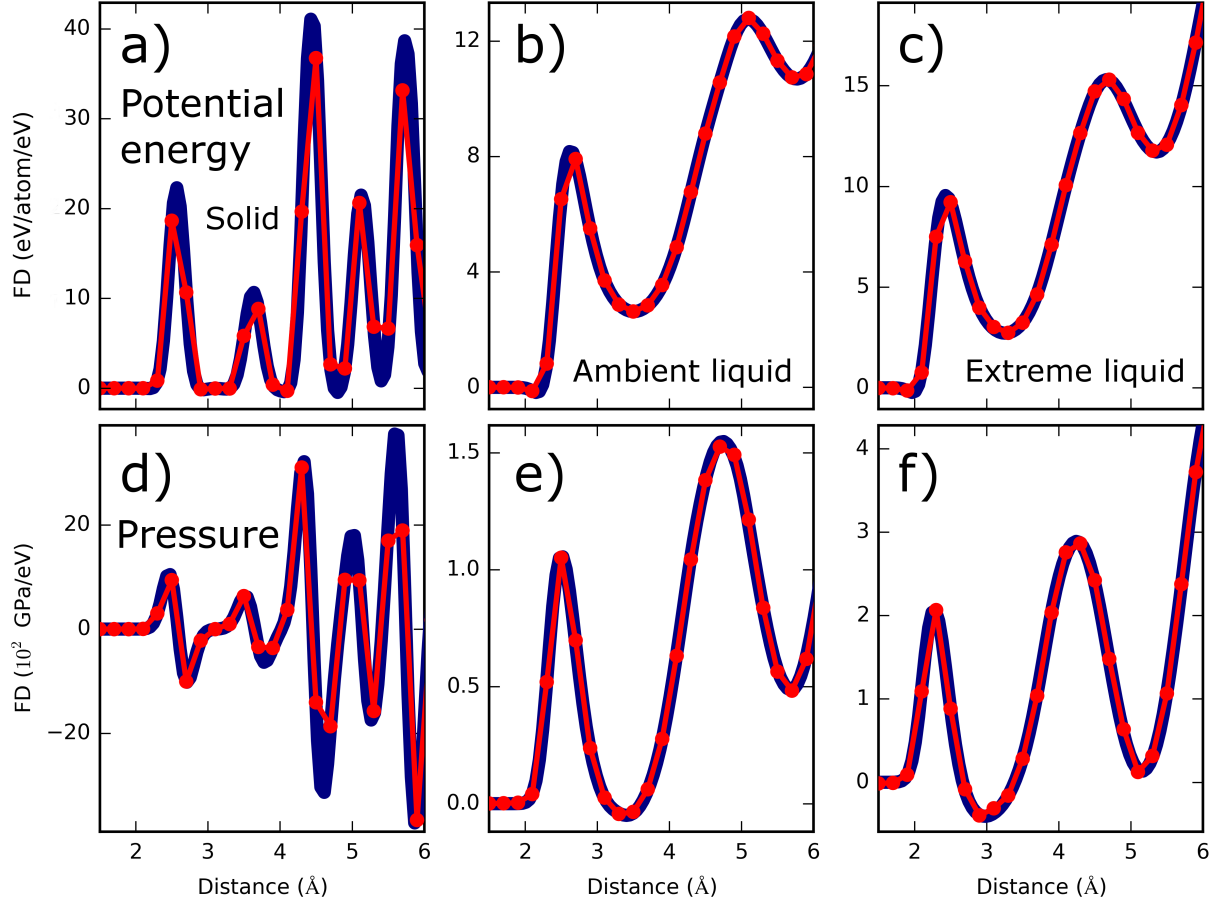 a)
Potential
energy
Solid
40
30
20
10
0
FD (eV/atom/eV)
b)
Ambient liquid
12
8
4
0
c)
Extreme liquid
15
10
5
0
d)
Pressure
20
0
−20
FD (10² GPa/eV)
2 3 4 5 6
Distance (Å)
e)
1.5
1.0
0.5
0.0
2 3 4 5 6
Distance (Å)
f)
4
3
2
1
0
2 3 4 5 6
Distance (Å)